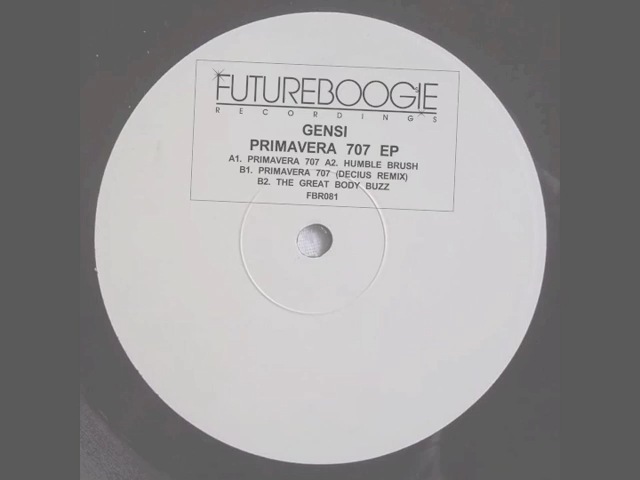 FUTUREBOOGIE
RECORDINGS
GENSI
PRIMAVERA 707 EP
A1. PRIMAVERA 707 A2. HUMBLE BRUSH
B1. PRIMAVERA 707 (DECIUS REMIX)
B2. THE GREAT BODY BUZZ
FBR081